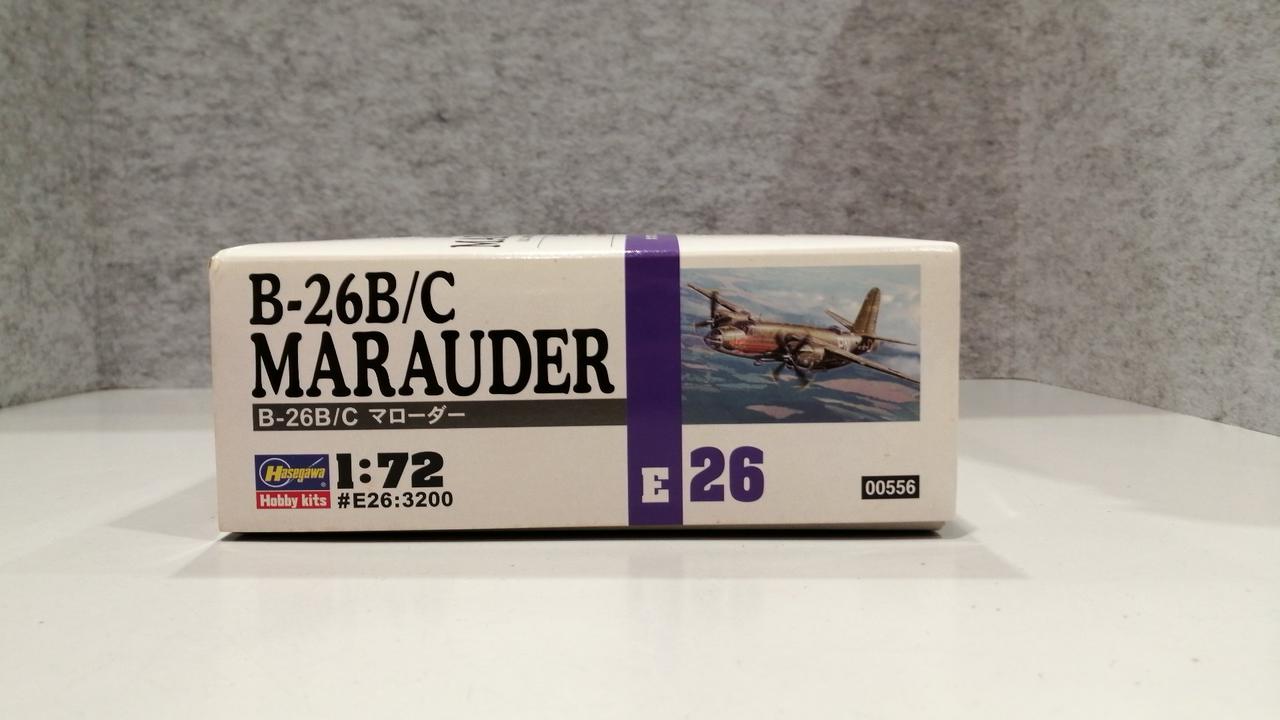 B-26B/C
MARAUDER
B-26B/C マローダー
Hasegawa
Hobby kits
1:72
#E26:3200
E 26
00556